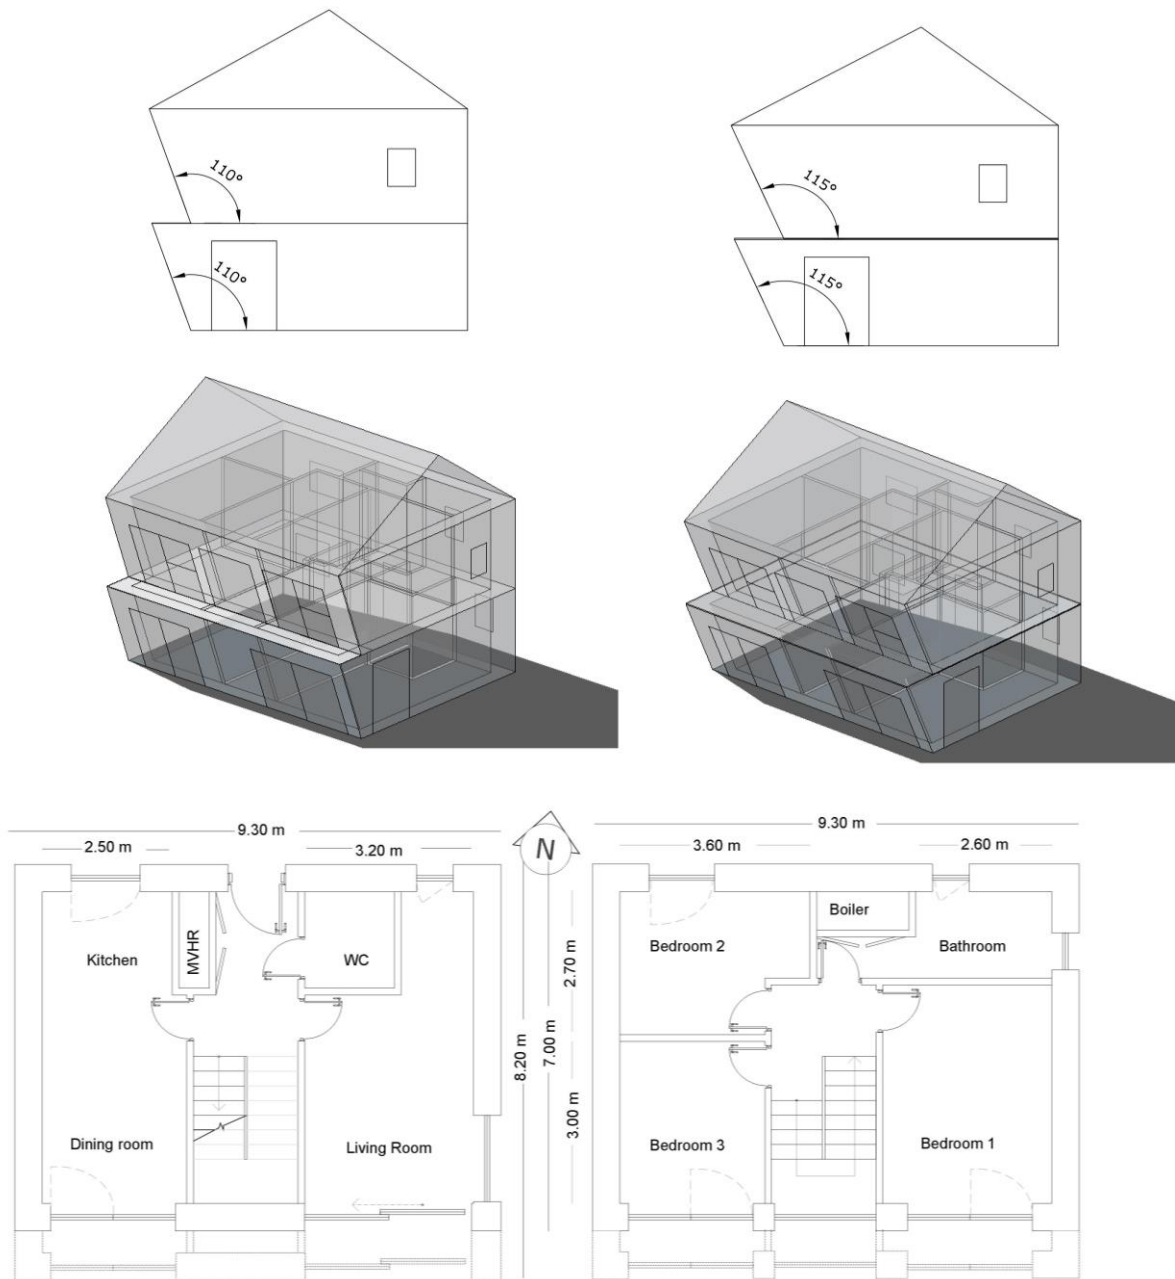 110°
110°
115°
115°
9.30 m
2.50 m
3.20 m
Kitchen
MVHR
WC
Dining room
Living Room
N
8.20 m
7.00 m
9.30 m
3.60 m
2.60 m
2.70 m
3.00 m
Boiler
Bedroom 2
Bathroom
Bedroom 3
Bedroom 1